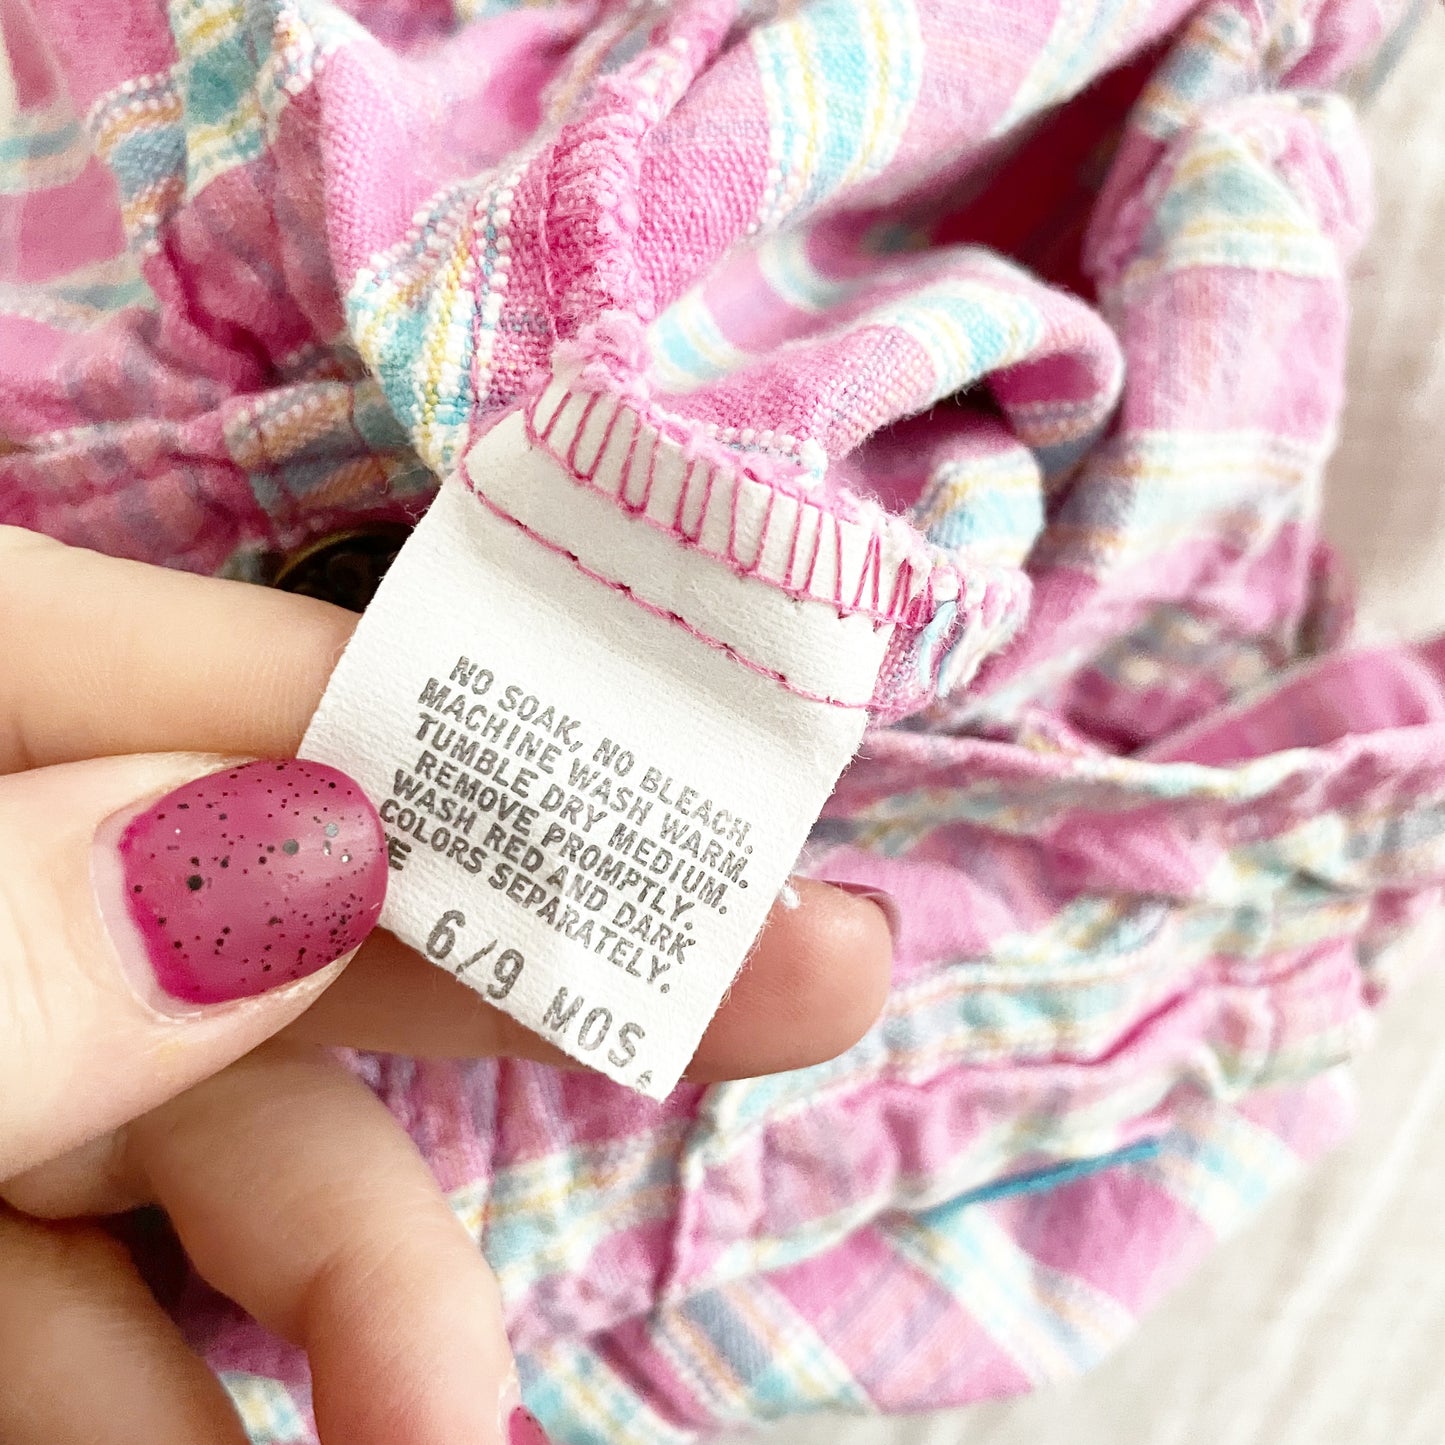 NO SOAK, NO BLEACH.
MACHINE WASH WARM.
TUMBLE DRY MEDIUM.
REMOVE PROMPTLY.
WASH RED AND DARK
COLORS SEPARATELY.
6/9 MOS.